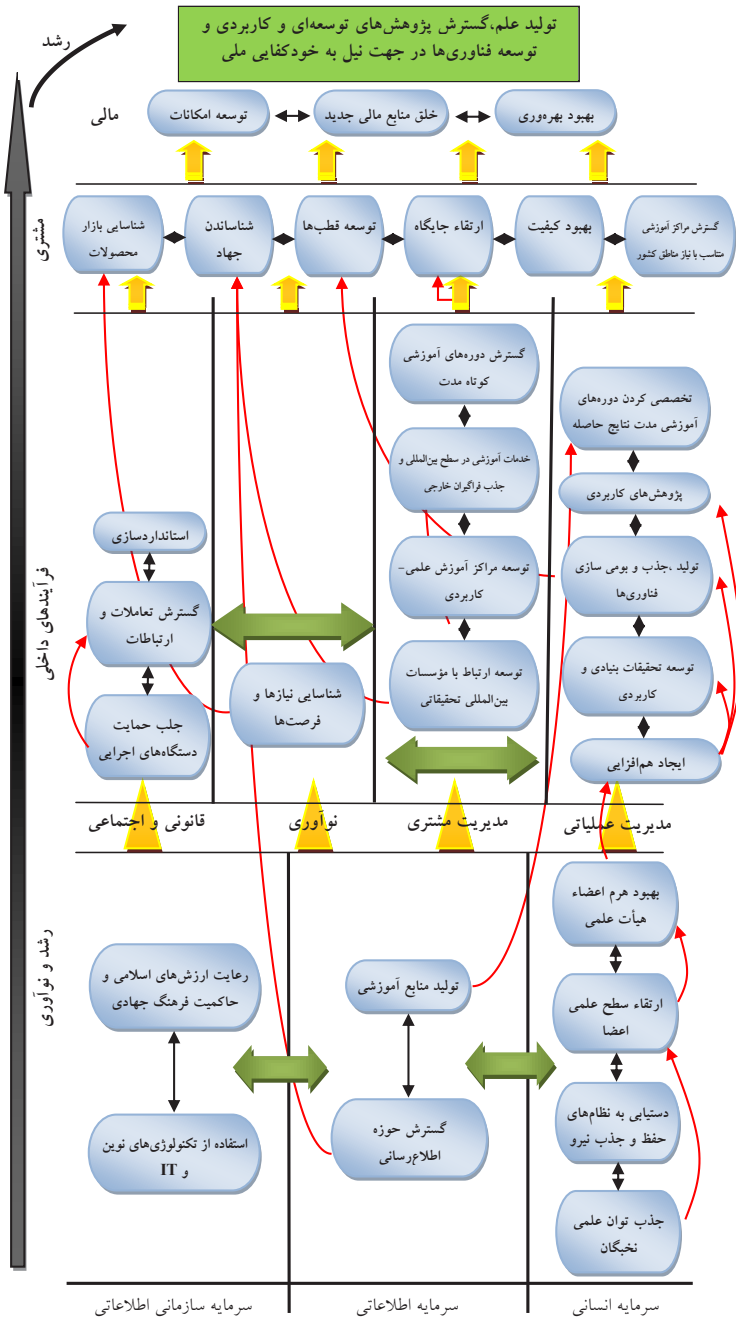 تولید علم،گسترش پژوهش‌های توسعه‌ای و کاربردی و
توسعه فناوری‌ها در جهت نیل به خودکفایی ملی
رشد
مالی
بهبود بهره‌وری
خلق منابع مالی جدید
توسعه امکانات
مشتری
گسترش مراکز آموزشی
متناسب با نیاز مناطق کشور
بهبود کیفیت
ارتقاء جایگاه
توسعه قطب‌ها
شناساندن
جهاد
شناسایی بازار
محصولات
فرآیندهای داخلی
تخصصی کردن دوره‌های
آموزشی مدت نتایج حاصله
پژوهش‌های کاربردی
تولید ،جذب و بومی سازی
فناوری‌ها
توسعه تحقیقات بنیادی و
کاربردی
ایجاد هم‌افزایی
گسترش دوره‌های آموزشی
کوتاه مدت
خدمات آموزشی در سطح بین‌المللی و
جذب فراگیران خارجی
توسعه مراکز آموزش علمی-
کاربردی
توسعه ارتباط با مؤسسات
بین‌المللی تحقیقاتی
شناسایی نیازها و
فرصت‌ها
استانداردسازی
گسترش تعاملات و
ارتباطات
جلب حمایت
دستگاه‌های اجرایی
مدیریت عملیاتی
مدیریت مشتری
نوآوری
قانونی و اجتماعی
رشد و نوآوری
بهبود هرم اعضاء
هیأت علمی
ارتقاء سطح علمی
اعضا
دستیابی به نظام‌های
حفظ و جذب نیرو
جذب توان علمی
نخبگان
تولید منابع آموزشی
گسترش حوزه
اطلاع‌رسانی
رعایت ارزش‌های اسلامی و
حاکمیت فرهنگ جهادی
استفاده از تکنولوژی‌های نوین
و IT
سرمایه انسانی
سرمایه اطلاعاتی
سرمایه سازمانی اطلاعاتی